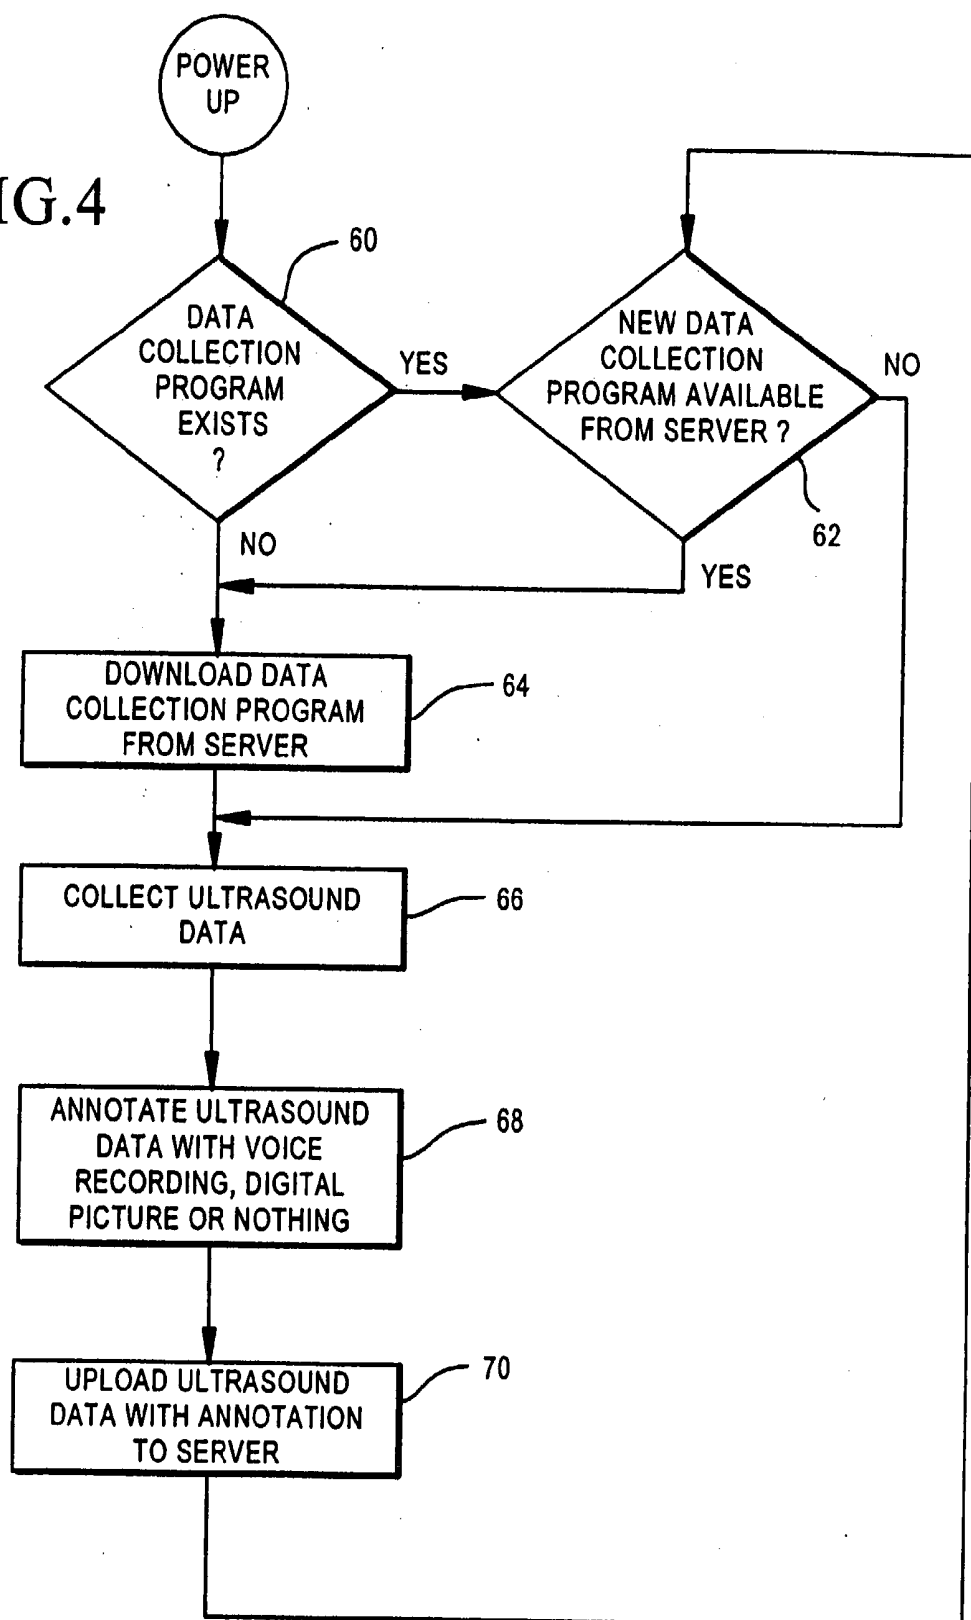 POWER
UP
IG.4
60
DATA
COLLECTION
PROGRAM
EXISTS
?
YES
NEW DATA
COLLECTION
PROGRAM AVAILABLE
FROM SERVER ?
NO
62
NO
YES
DOWNLOAD DATA
COLLECTION PROGRAM
FROM SERVER
64
COLLECT ULTRASOUND
DATA
66
ANNOTATE ULTRASOUND
DATA WITH VOICE
RECORDING, DIGITAL
PICTURE OR NOTHING
68
UPLOAD ULTRASOUND
DATA WITH ANNOTATION
TO SERVER
70